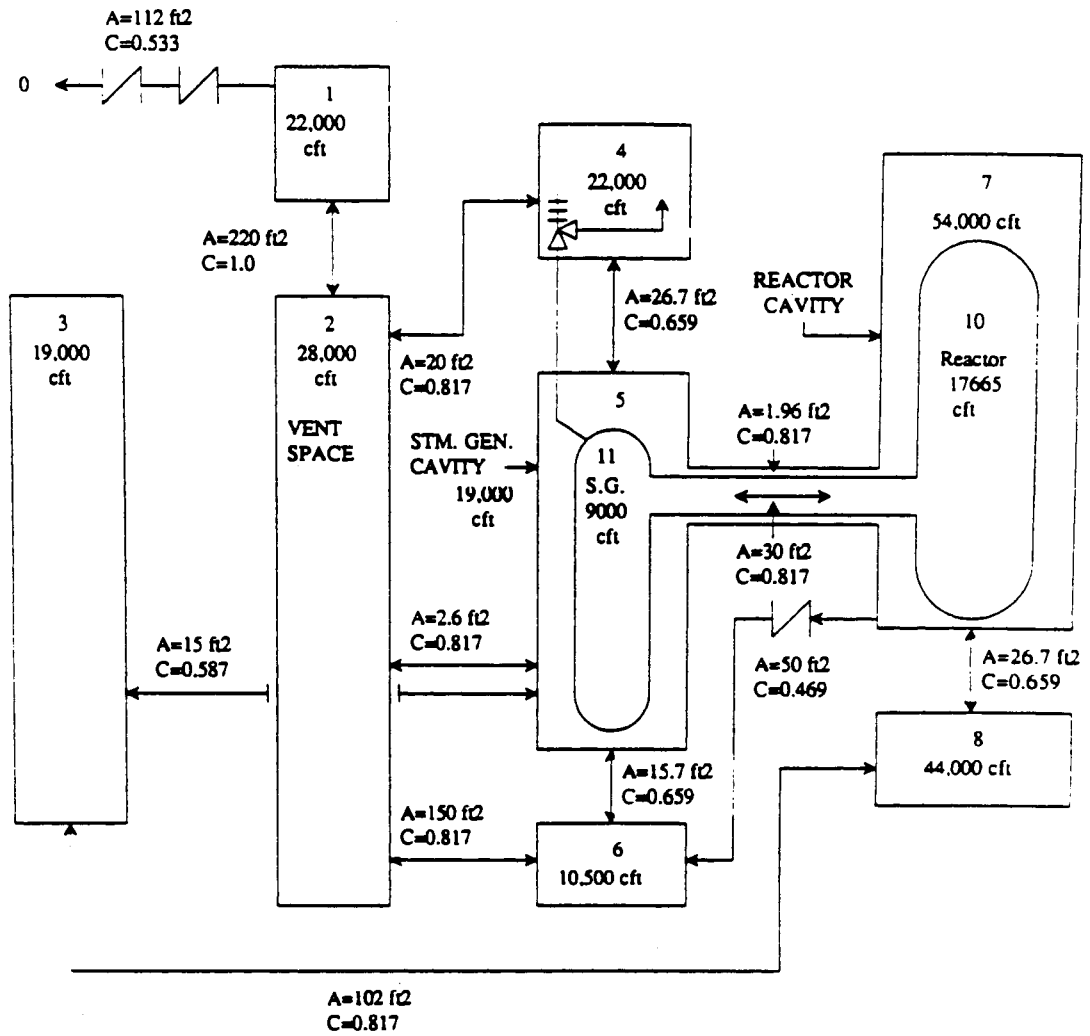 A=112 ft2
C=0.533
0
1
22,000
cft
A=220 ft2
C=1.0
4
22,000
cft
7
54,000 cft
A=26.7 ft2
C=0.659
REACTOR
CAVITY
3
19,000
cft
2
28,000
cft
VENT
SPACE
A=20 ft2
C=0.817
10
Reactor
17665
cft
5
A=1.96 ft2
C=0.817
STM. GEN.
CAVITY
19,000
cft
11
S.G.
9000
cft
A=30 ft2
C=0.817
A=2.6 ft2
C=0.817
A=15 ft2
C=0.587
A=50 ft2
C=0.469
A=26.7 ft2
C=0.659
8
44,000 cft
A=15.7 ft2
C=0.659
A=150 ft2
C=0.817
6
10,500 cft
A=102 ft2
C=0.817